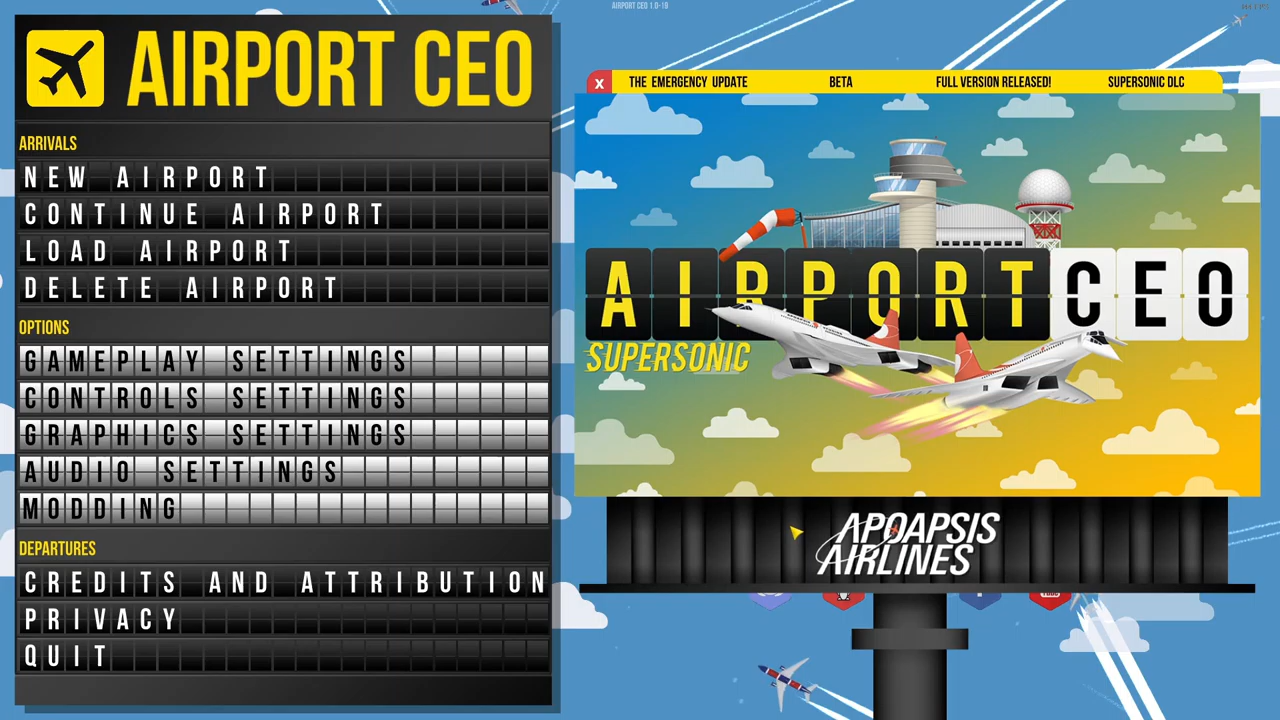 AIRPORT CEO 1.0-19
AIRPORT CEO
ARRIVALS
NEW AIRPORT
CONTINUE AIRPORT
LOAD AIRPORT
DELETE AIRPORT
OPTIONS
GAMEPLAY SETTINGS
CONTROLS SETTINGS
GRAPHICS SETTINGS
AUDIO SETTINGS
MODDING
DEPARTURES
CREDITS AND ATTRIBUTION
PRIVACY
QUIT
X THE EMERGENCY UPDATE BETA FULL VERSION RELEASED! SUPERSONIC DLC
AIRPORTCEO
SUPERSONIC
APOAPSIS
AIRLINES